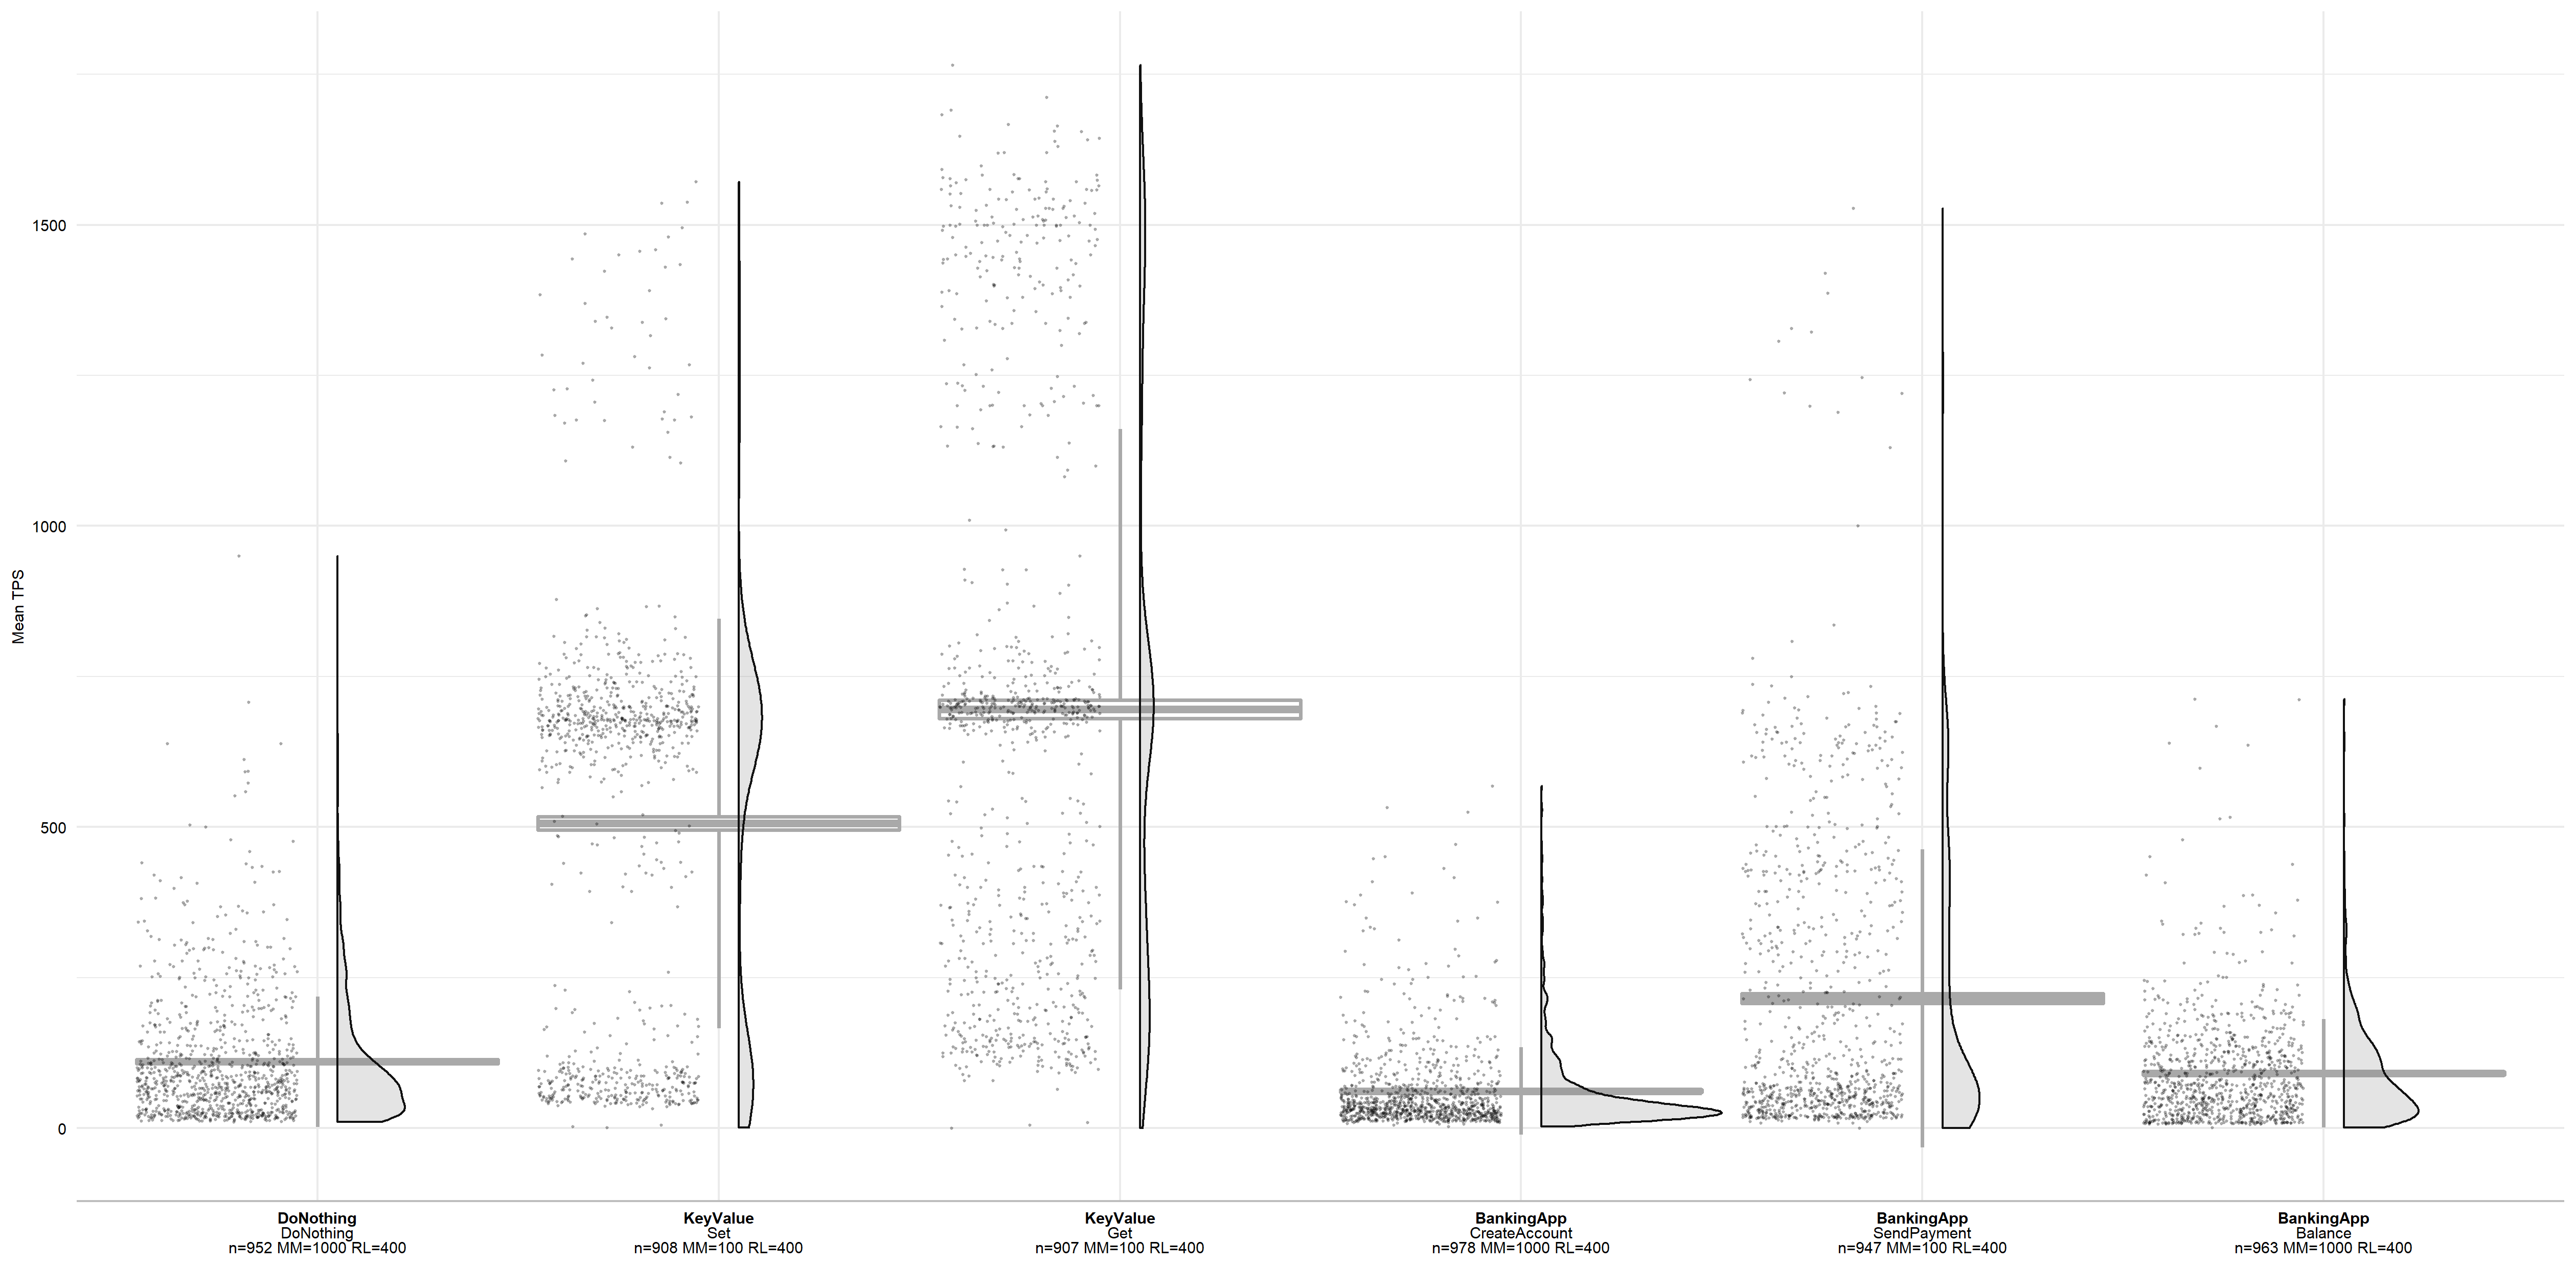 1500
1000
500
0
Mean TPS
DoNothing
DoNothing
n=952 MM=1000 RL=400
KeyValue
Set
n=908 MM=100 RL=400
KeyValue
Get
n=907 MM=100 RL=400
BankingApp
CreateAccount
n=978 MM=1000 RL=400
BankingApp
SendPayment
n=947 MM=100 RL=400
BankingApp
Balance
n=963 MM=1000 RL=400